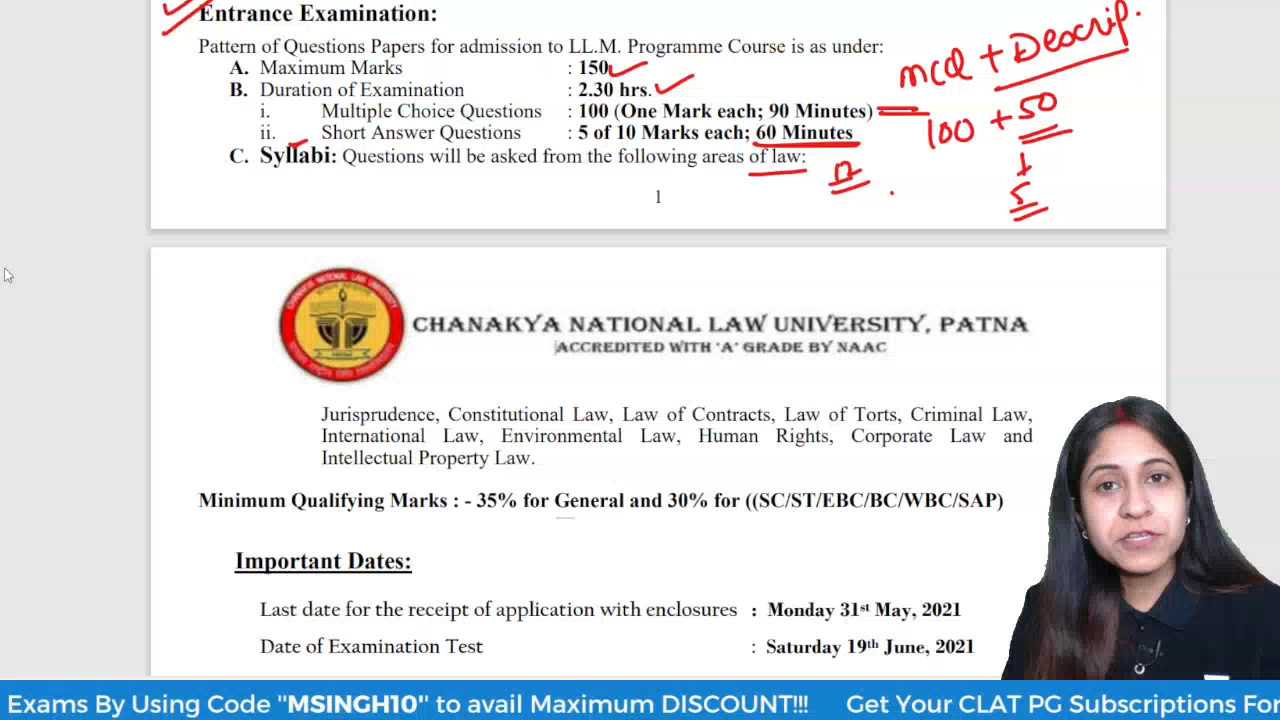 Entrance Examination:
Pattern of Questions Papers for admission to LL.M. Programme Course is as under:
A. Maximum Marks : 150
B. Duration of Examination : 2.30 hrs.
i. Multiple Choice Questions : 100 (One Mark each; 90 Minutes)
ii. Short Answer Questions : 5 of 10 Marks each; 60 Minutes
C. Syllabi: Questions will be asked from the following areas of law:
MCQ + Descrip.
100 + 50
5
1
CHANAKYA NATIONAL LAW UNIVERSITY
CHANAKYA NATIONAL LAW UNIVERSITY, PATNA
ACCREDITED WITH 'A' GRADE BY NAAC
Jurisprudence, Constitutional Law, Law of Contracts, Law of Torts, Criminal Law,
International Law, Environmental Law, Human Rights, Corporate Law and
Intellectual Property Law.
Minimum Qualifying Marks : - 35% for General and 30% for ((SC/ST/EBC/BC/WBC/SAP)
Important Dates:
Last date for the receipt of application with enclosures : Monday 31st May, 2021
Date of Examination Test : Saturday 19th June, 2021
Exams By Using Code "MSINGH10" to avail Maximum DISCOUNT!!! Get Your CLAT PG Subscriptions For